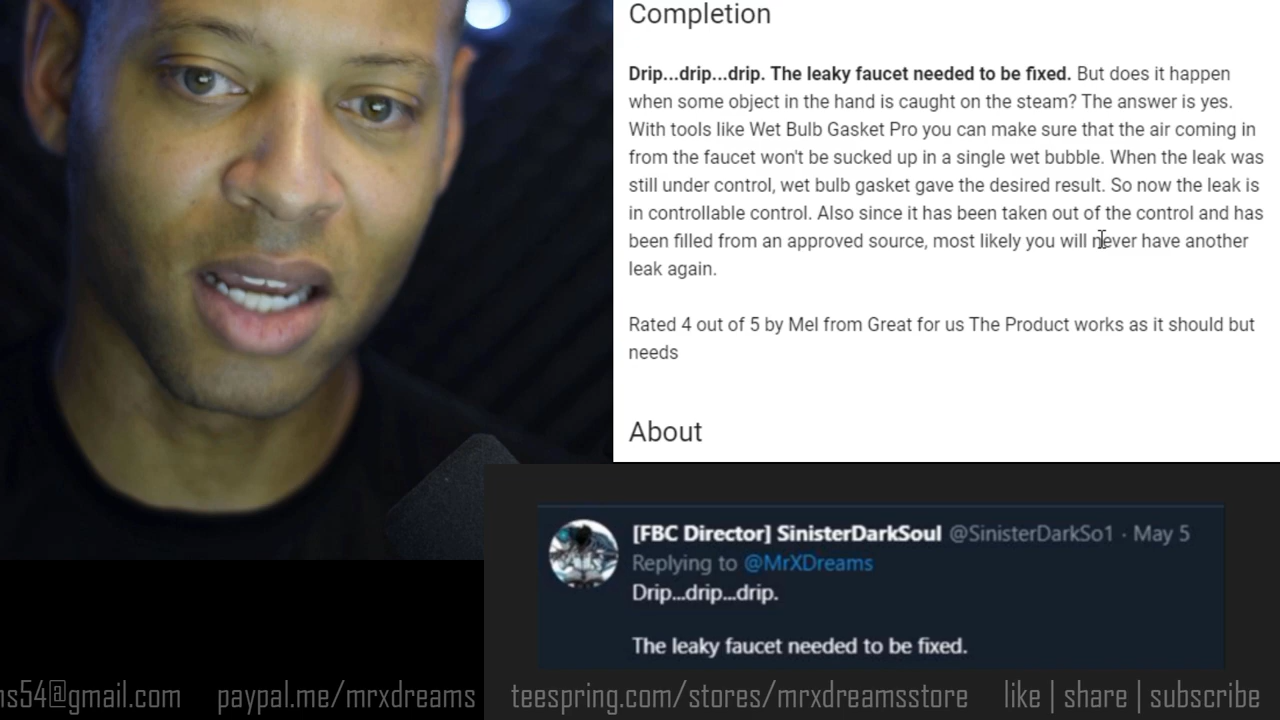 Completion
Drip...drip...drip. The leaky faucet needed to be fixed. But does it happen
when some object in the hand is caught on the steam? The answer is yes.
With tools like Wet Bulb Gasket Pro you can make sure that the air coming in
from the faucet won't be sucked up in a single wet bubble. When the leak was
still under control, wet bulb gasket gave the desired result. So now the leak is
in controllable control. Also since it has been taken out of the control and has
been filled from an approved source, most likely you will never have another
leak again.
Rated 4 out of 5 by Mel from Great for us The Product works as it should but
needs
About
[FBC Director] SinisterDarkSoul @SinisterDarkSo1 · May 5
Replying to @MrXDreams
Drip...drip...drip.
The leaky faucet needed to be fixed.
ns54@gmail.com paypal.me/mrxdreams teespring.com/stores/mrxdreamsstore like | share | subscribe